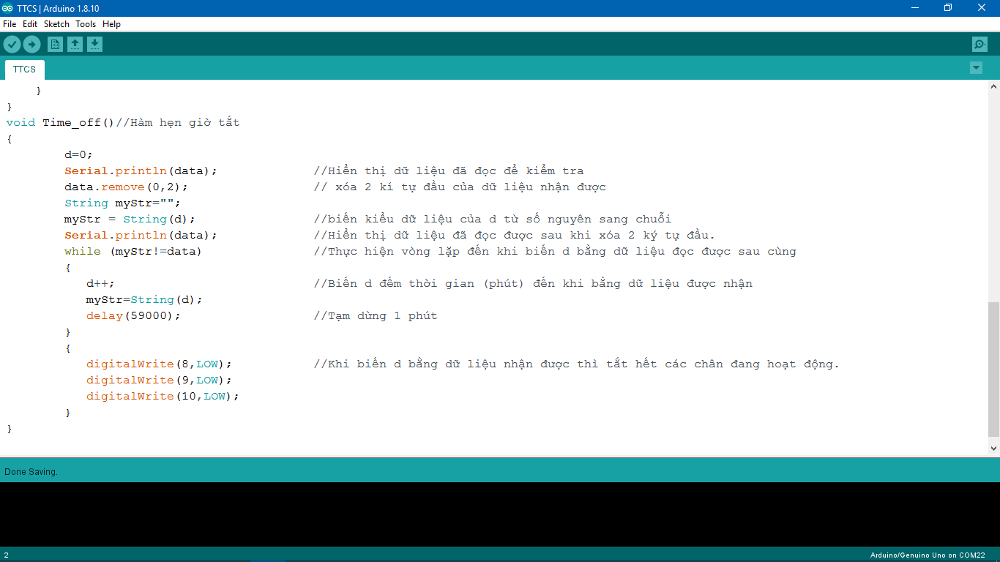 TTCS | Arduino 1.8.10
File Edit Sketch Tools Help
TTCS
}
}
void Time_off()//Hàm hẹn giờ tắt
{
d=0;
Serial.println(data); //Hiển thị dữ liệu đã đọc để kiểm tra
data.remove(0,2); // xóa 2 kí tự đầu của dữ liệu nhận được
String myStr="";
myStr = String(d); //biến kiểu dữ liệu của d từ số nguyên sang chuỗi
Serial.println(data); //Hiển thị dữ liệu đã đọc được sau khi xóa 2 ký tự đầu.
while (myStr!=data) //Thực hiện vòng lặp đến khi biến d bằng dữ liệu đọc được sau cùng
{
d++; //Biến d đếm thời gian (phút) đến khi bằng dữ liệu được nhận
myStr=String(d);
delay(59000); //Tạm dừng 1 phút
}
{
digitalWrite(8,LOW); //Khi biến d bằng dữ liệu nhận được thì tắt hết các chân đang hoạt động.
digitalWrite(9,LOW);
digitalWrite(10,LOW);
}
}
Done Saving.
2 Arduino/Genuino Uno on COM22